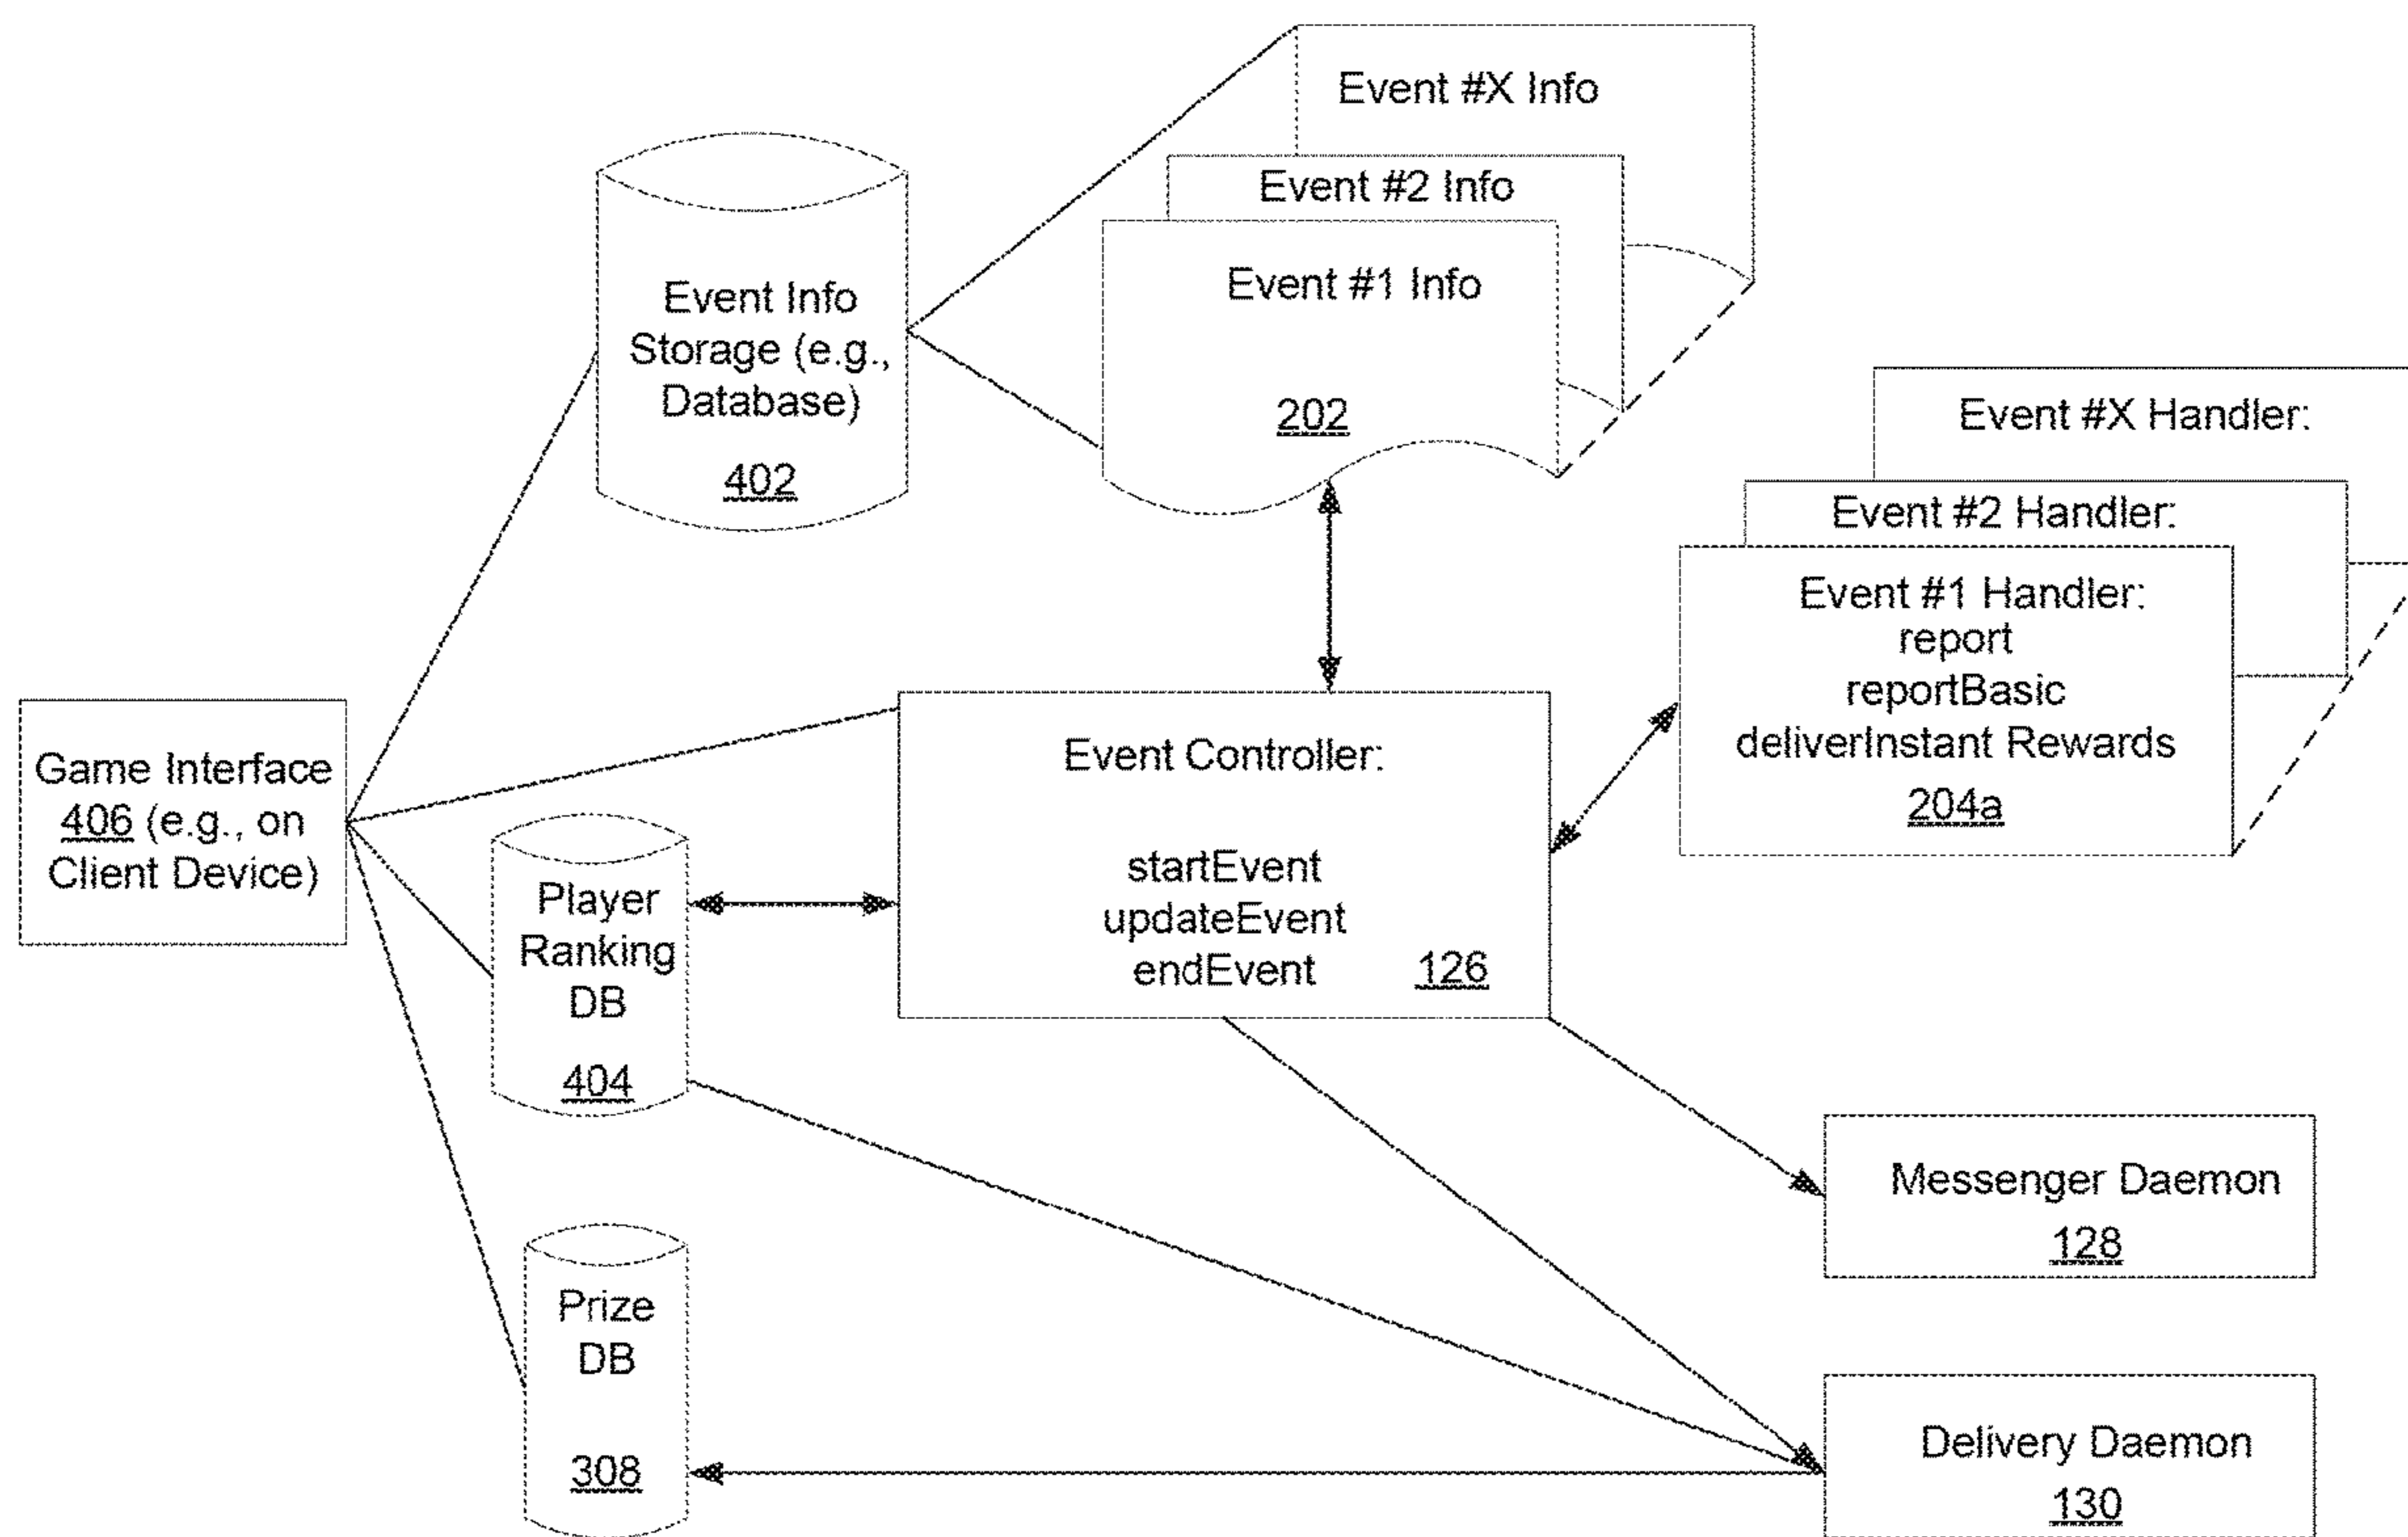 Event #X Info
Event #2 Info
Event #1 Info
202
Event Info
Storage (e.g.,
Database)
402
Event #X Handler:
Event #2 Handler:
Event #1 Handler:
report
reportBasic
deliverInstant Rewards
204a
Game Interface
406 (e.g., on
Client Device)
Event Controller:
startEvent
updateEvent
endEvent
126
Player
Ranking
DB
404
Messenger Daemon
128
Prize
DB
308
Delivery Daemon
130